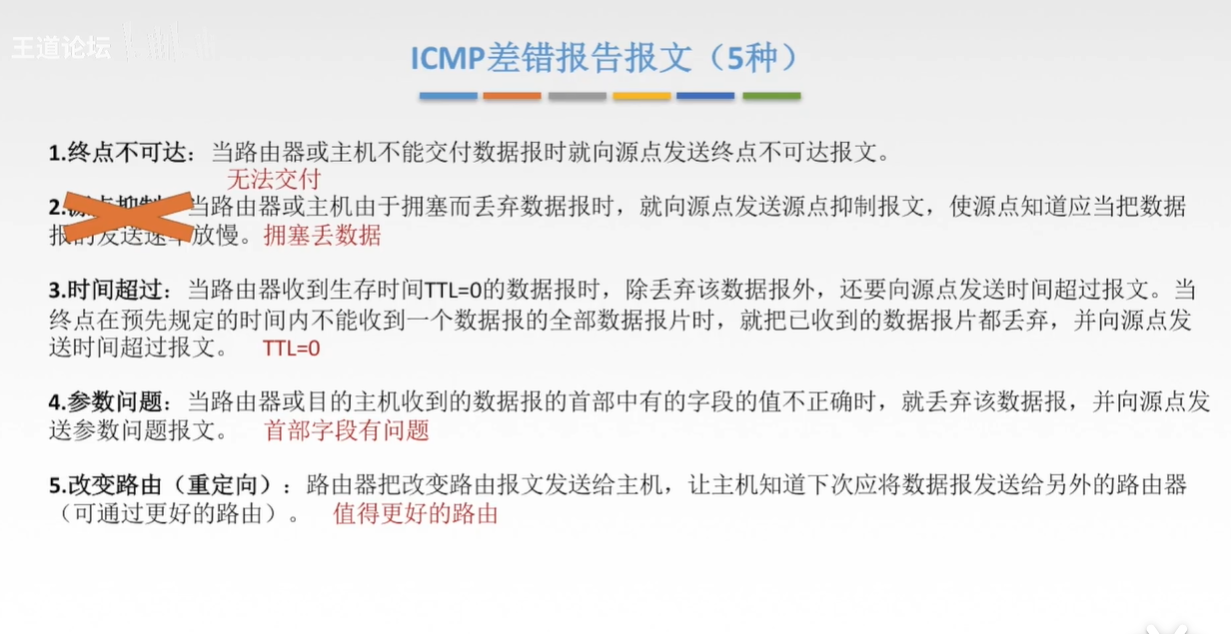 王道论坛
ICMP差错报告报文（5种）
1.终点不可达：当路由器或主机不能交付数据报时就向源点发送终点不可达报文。
无法交付
2.源点抑制 当路由器或主机由于拥塞而丢弃数据报时，就向源点发送源点抑制报文，使源点知道应当把数据
报的发送速率放慢。 拥塞丢数据
3.时间超过：当路由器收到生存时间TTL=0的数据报时，除丢弃该数据报外，还要向源点发送时间超过报文。当
终点在预先规定的时间内不能收到一个数据报的全部数据报片时，就把已收到的数据报片都丢弃，并向源点发
送时间超过报文。 TTL=0
4.参数问题：当路由器或目的主机收到的数据报的首部中有的字段的值不正确时，就丢弃该数据报，并向源点发
送参数问题报文。 首部字段有问题
5.改变路由（重定向）：路由器把改变路由报文发送给主机，让主机知道下次应将数据报发送给另外的路由器
（可通过更好的路由）。 值得更好的路由